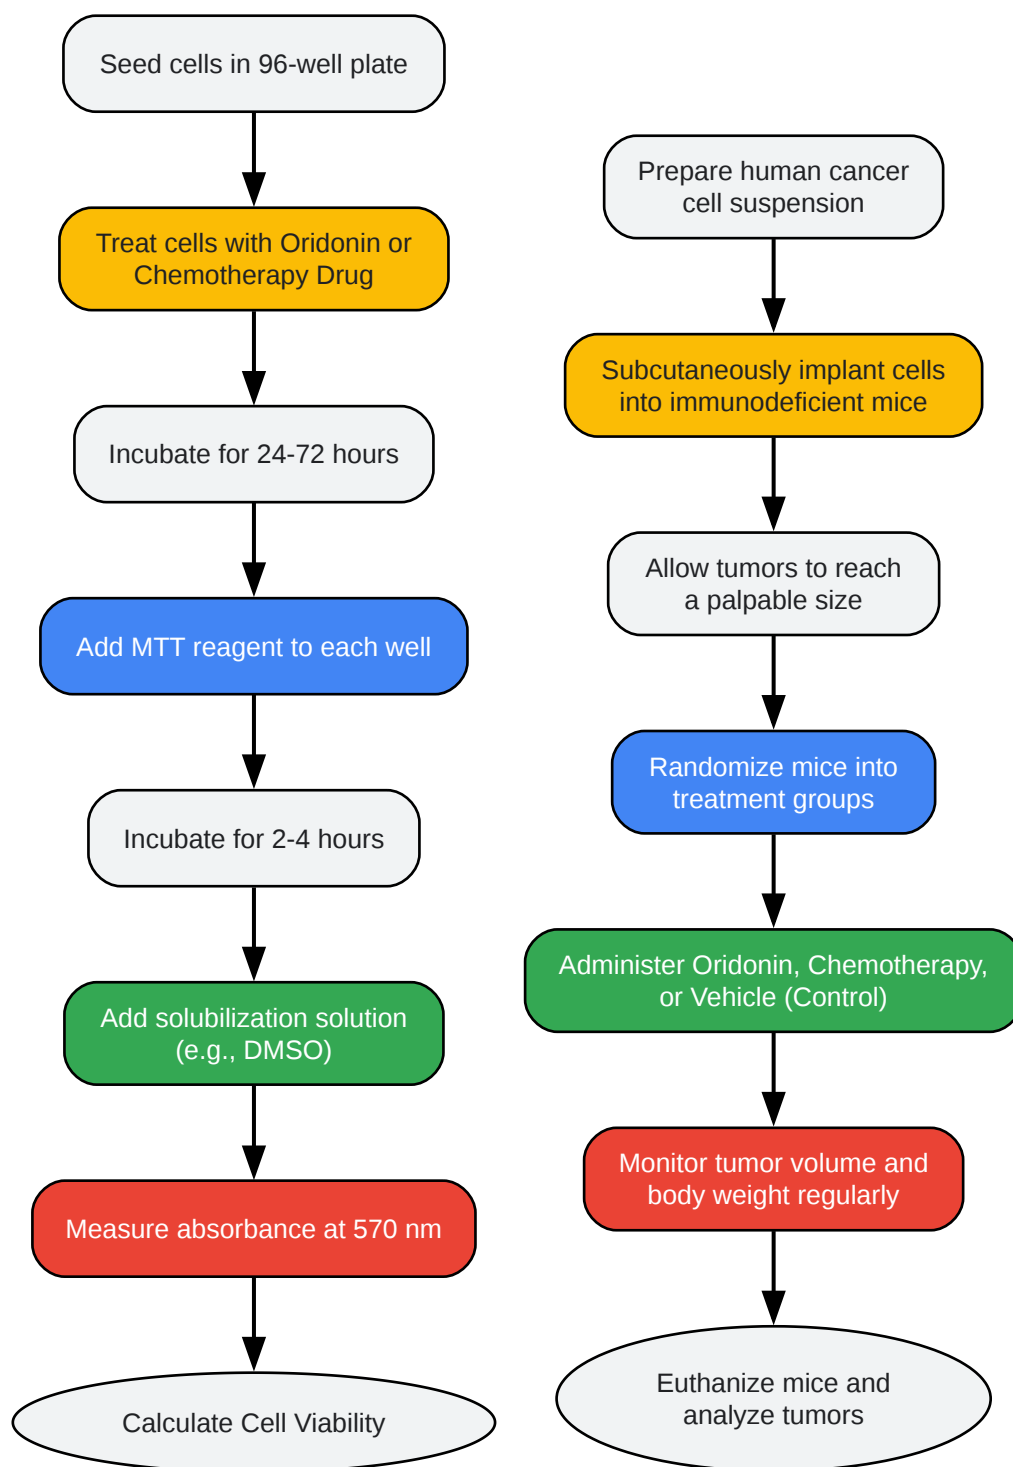 Seed cells in 96-well plate
Treat cells with Oridonin or
Chemotherapy Drug
Incubate for 24-72 hours
Add MTT reagent to each well
Incubate for 2-4 hours
Add solubilization solution
(e.g., DMSO)
Measure absorbance at 570 nm
Calculate Cell Viability
Prepare human cancer
cell suspension
Subcutaneously implant cells
into immunodeficient mice
Allow tumors to reach
a palpable size
Randomize mice into
treatment groups
Administer Oridonin, Chemotherapy,
or Vehicle (Control)
Monitor tumor volume and
body weight regularly
Euthanize mice and
analyze tumors